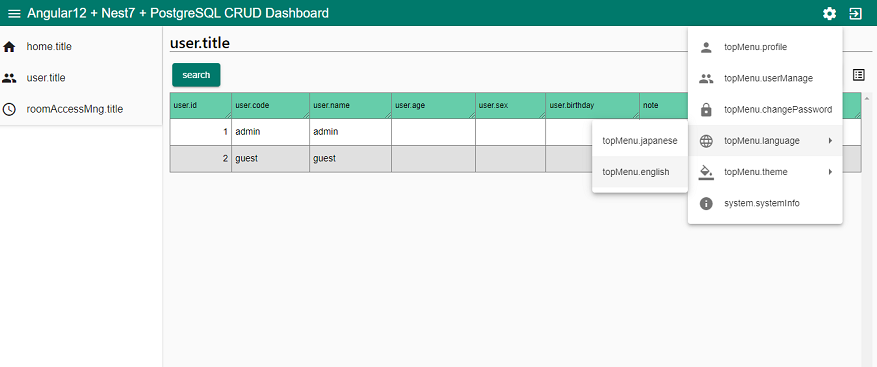 Angular12 + Nest7 + PostgreSQL CRUD Dashboard
home.title
user.title
roomAccessMng.title
user.title
search
user.id user.code user.name user.age user.sex user.birthday note
1 admin admin
2 guest guest
topMenu.profile
topMenu.userManage
topMenu.changePassword
topMenu.language
topMenu.theme
system.systemInfo
topMenu.japanese
topMenu.english